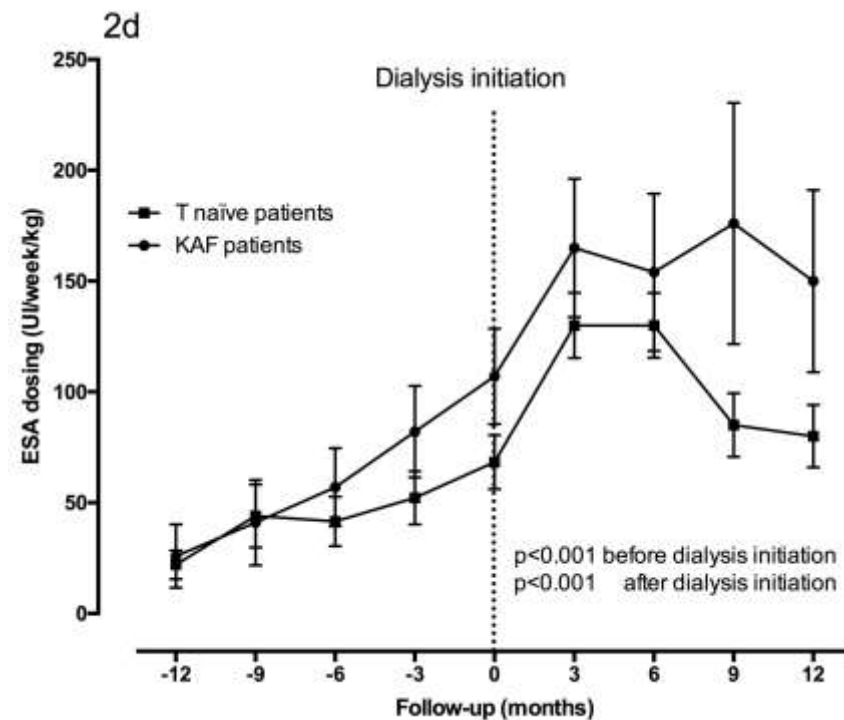 2d
Dialysis initiation
250
200
150
100
50
0
ESA dosing (UI/week/kg)
T naïve patients
KAF patients
p<0.001 before dialysis initiation
p<0.001 after dialysis initiation
-12 -9 -6 -3 0 3 6 9 12
Follow-up (months)